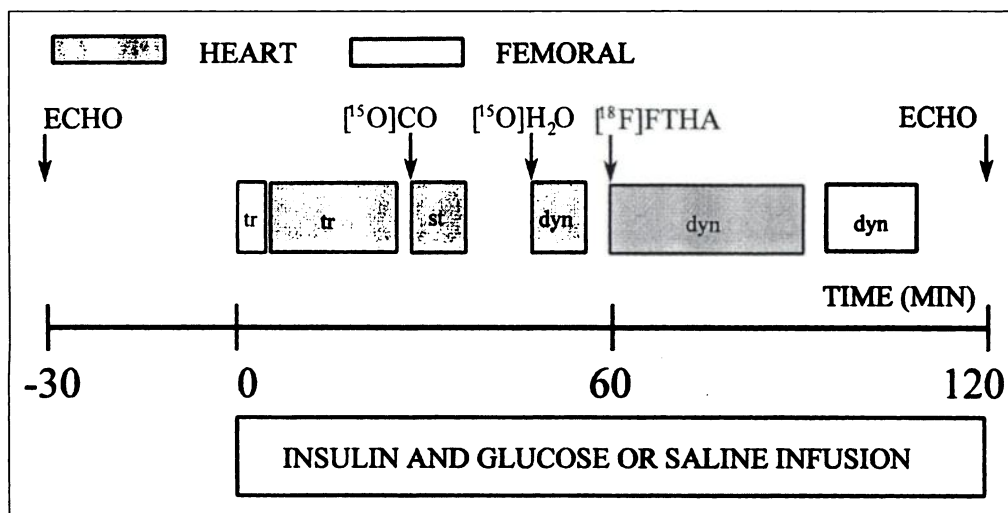 HEART FEMORAL
ECHO [¹⁵O]CO [¹⁵O]H₂O [¹⁸F]FTHA ECHO
tr tr st dyn dyn dyn
TIME (MIN)
-30 0 60 120
INSULIN AND GLUCOSE OR SALINE INFUSION